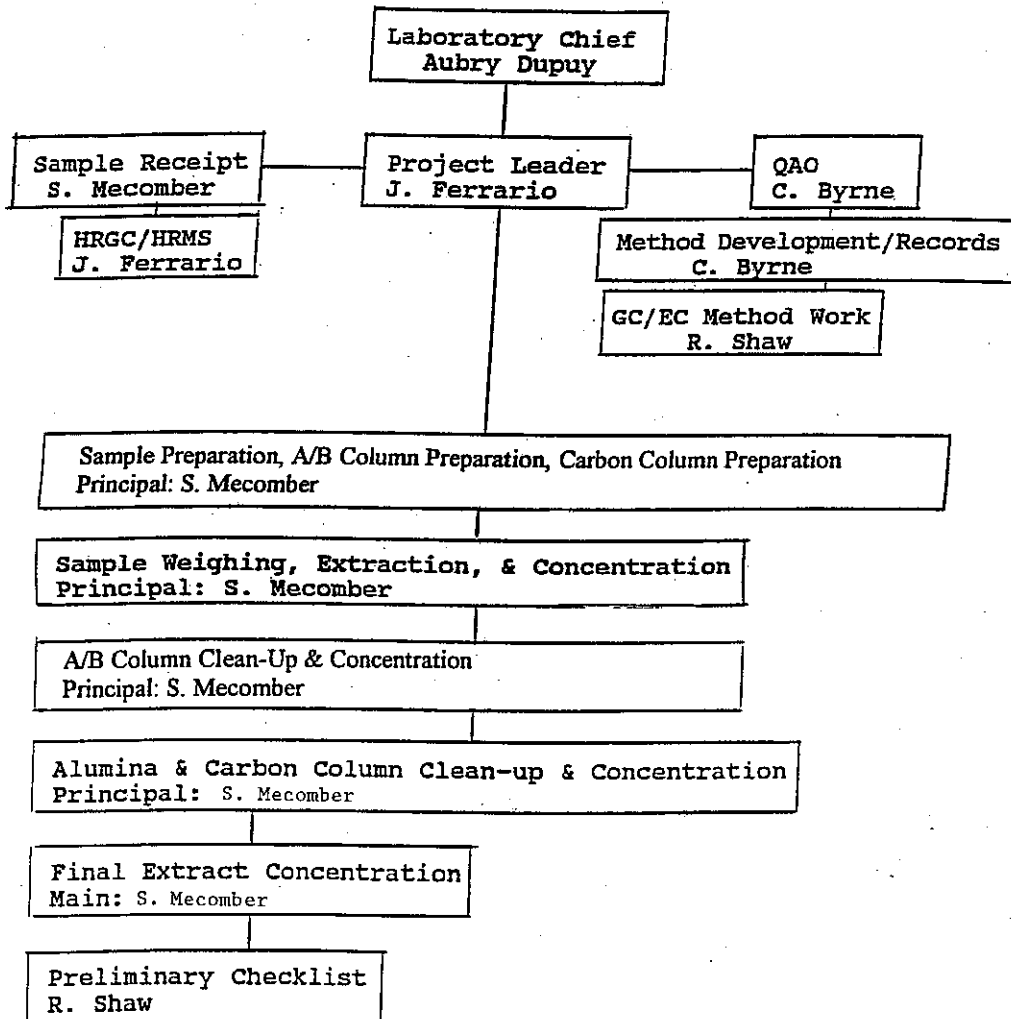 Laboratory Chief
Aubry Dupuy
Sample Receipt
S. Mecomber
Project Leader
J. Ferrario
QAO
C. Byrne
HRGC/HRMS
J. Ferrario
Method Development/Records
C. Byrne
GC/EC Method Work
R. Shaw
Sample Preparation, A/B Column Preparation, Carbon Column Preparation
Principal: S. Mecomber
Sample Weighing, Extraction, & Concentration
Principal: S. Mecomber
A/B Column Clean-Up & Concentration
Principal: S. Mecomber
Alumina & Carbon Column Clean-up & Concentration
Principal: S. Mecomber
Final Extract Concentration
Main: S. Mecomber
Preliminary Checklist
R. Shaw